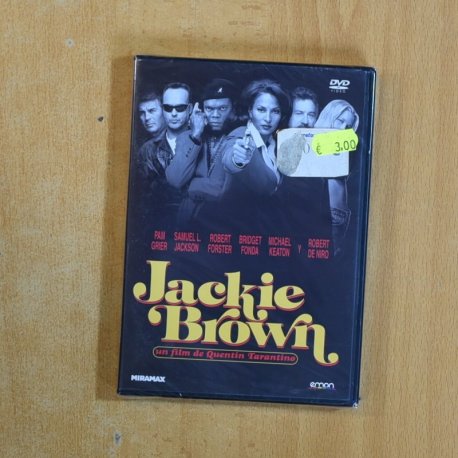 DVD
VIDEO
€ 3.00
PAM GRIER SAMUEL L. JACKSON ROBERT FORSTER BRIDGET FONDA MICHAEL KEATON Y ROBERT DE NIRO
Jackie
Brown
un film de Quentin Tarantino
MIRAMAX
emon